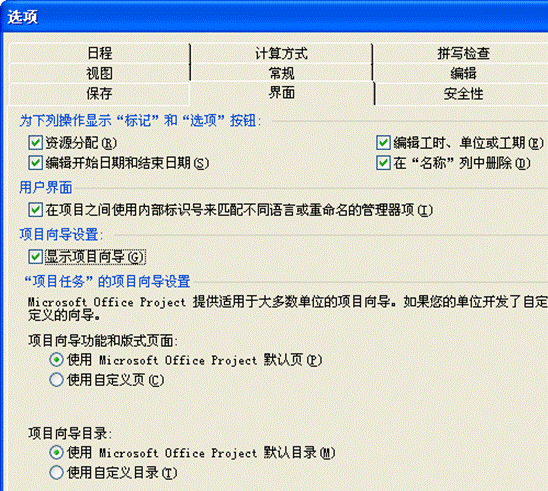 选项
日程 计算方式 拼写检查
视图 常规 编辑
保存 界面 安全性
为下列操作显示“标记”和“选项”按钮:
资源分配(R) 编辑工时、单位或工期(E)
编辑开始日期和结束日期(S) 在“名称”列中删除(D)
用户界面
在项目之间使用内部标识号来匹配不同语言或重命名的管理器项(I)
项目向导设置:
显示项目向导(G)
“项目任务”的项目向导设置
Microsoft Office Project 提供适用于大多数单位的项目向导。如果您的单位开发了自定
定义的向导。
项目向导功能和版式页面:
使用 Microsoft Office Project 默认页(P)
使用自定义页(C)
项目向导目录:
使用 Microsoft Office Project 默认目录(M)
使用自定义目录(T)